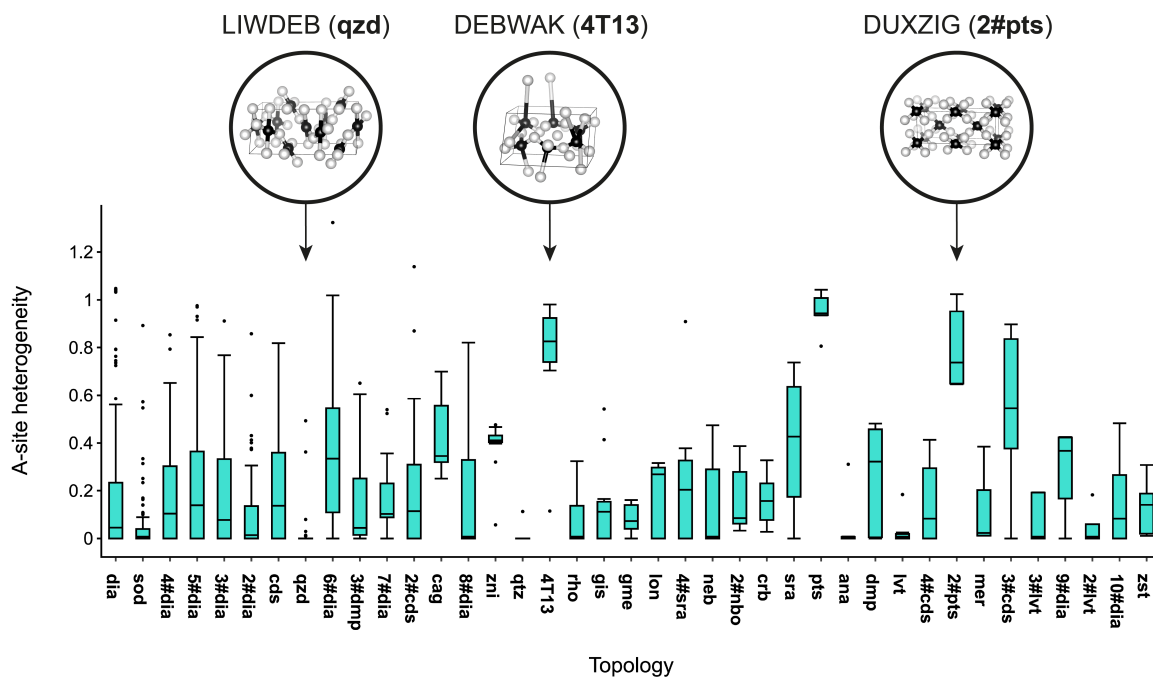 LIWDEB (qzd)
DEBWAK (4T13)
DUXZIG (2#pts)
A-site heterogeneity
1.2
1
0.8
0.6
0.4
0.2
0
dia
sod
4#dia
5#dia
3#dia
2#dia
cds
qzd
6#dia
3#dmp
7#dia
2#cds
cag
8#dia
zni
qtz
4T13
rho
gis
gme
lon
4#sra
neb
2#nbo
crb
sra
pts
ana
dmp
lvt
4#cds
2#pts
mer
3#cds
3#lvt
9#dia
2#lvt
10#dia
zst
Topology